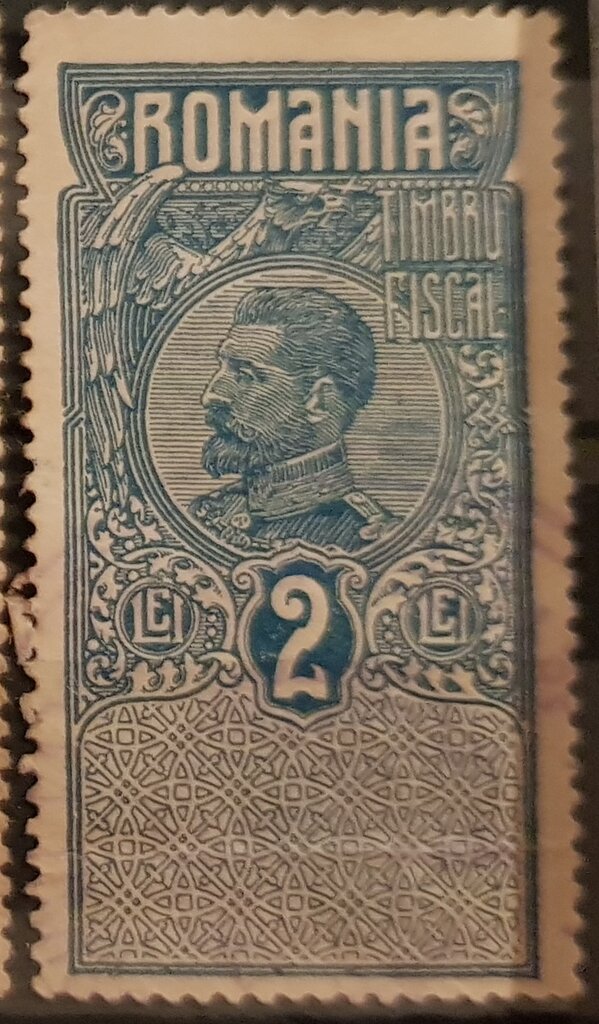 ROMANIA
TIMBRU
FISCAL
LEI 2 LEI